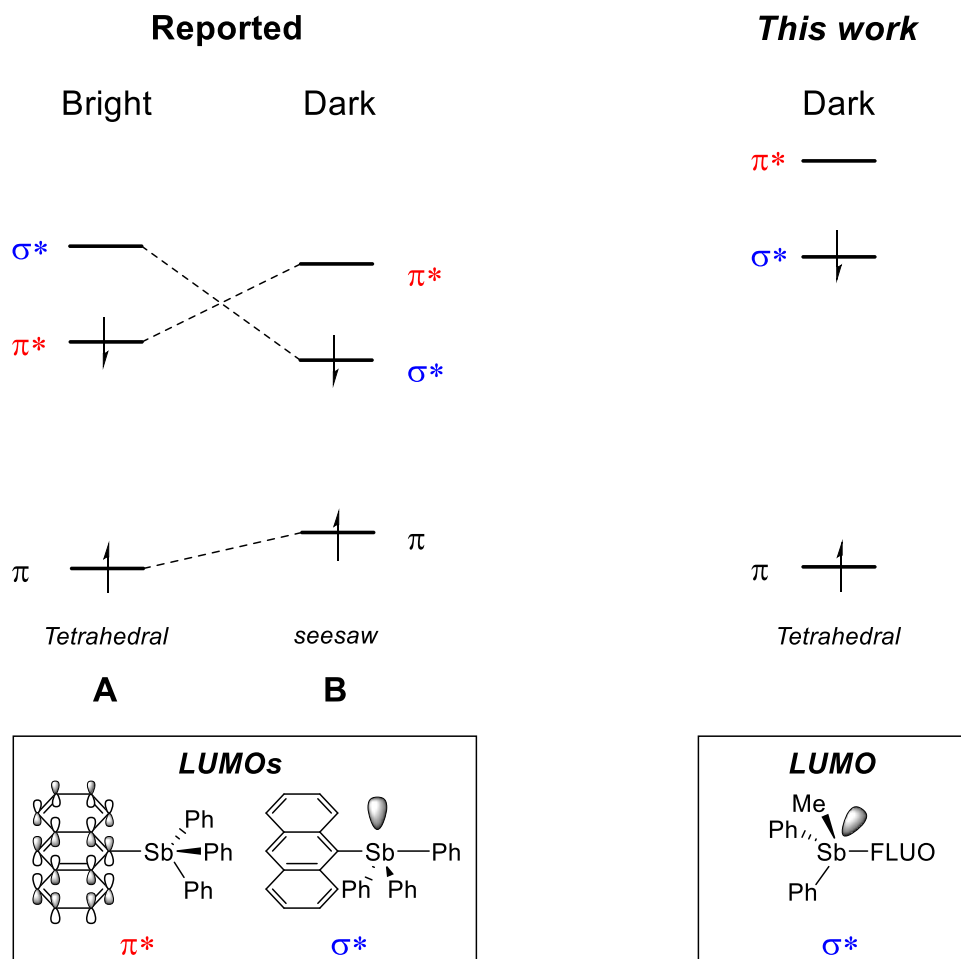 Reported
This work
Bright
Dark
Dark
π*
σ*
π*
σ*
π*
σ*
π
π
π
Tetrahedral
seesaw
Tetrahedral
A
B
LUMOs
LUMO
Ph
Sb
Ph
Ph
Sb
Ph
Ph
Ph
Me
Ph
Sb
FLUO
Ph
π*
σ*
σ*